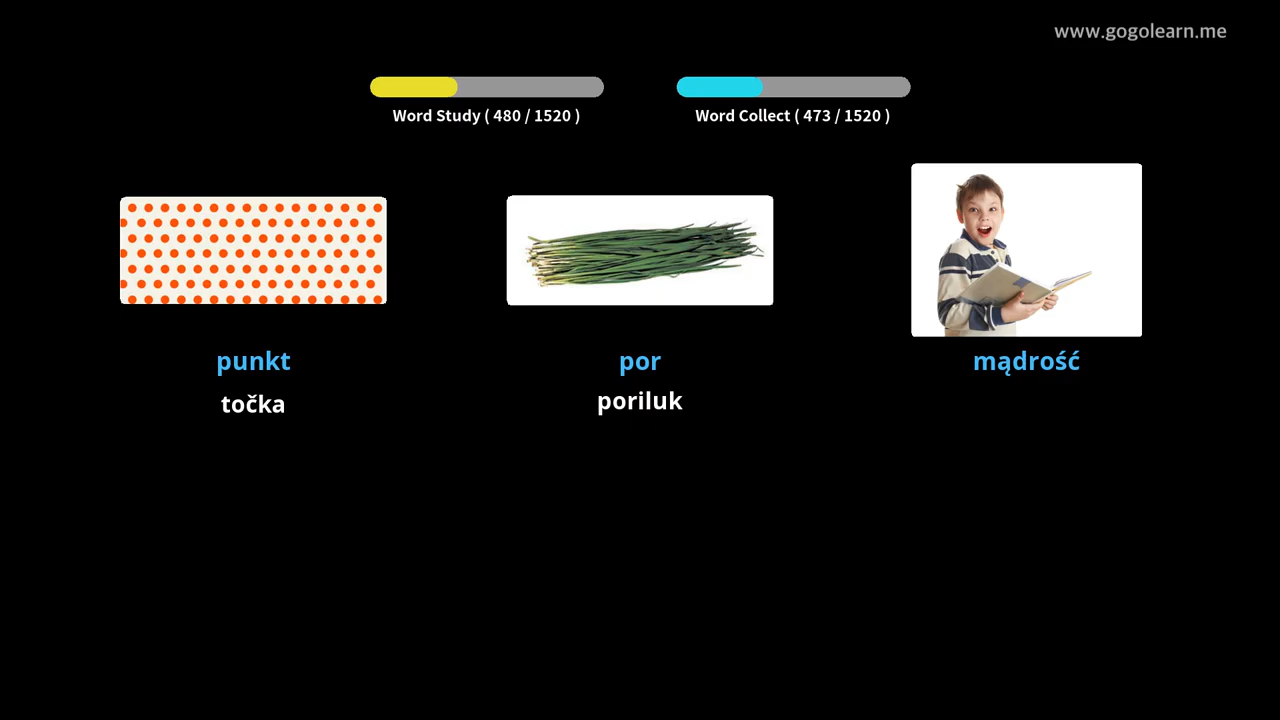 www.gogolearn.me
Word Study ( 480 / 1520 )
Word Collect ( 473 / 1520 )
punkt
točka
por
poriluk
mądrość